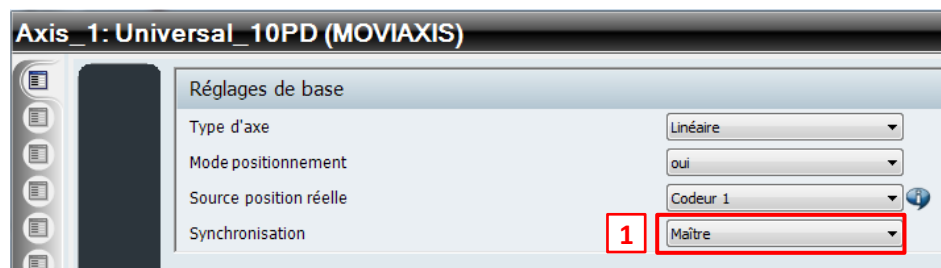 Axis_1: Universal_10PD (MOVIAXIS)
Réglages de base
Type d'axe Linéaire
Mode positionnement oui
Source position réelle Codeur 1
Synchronisation 1 Maître